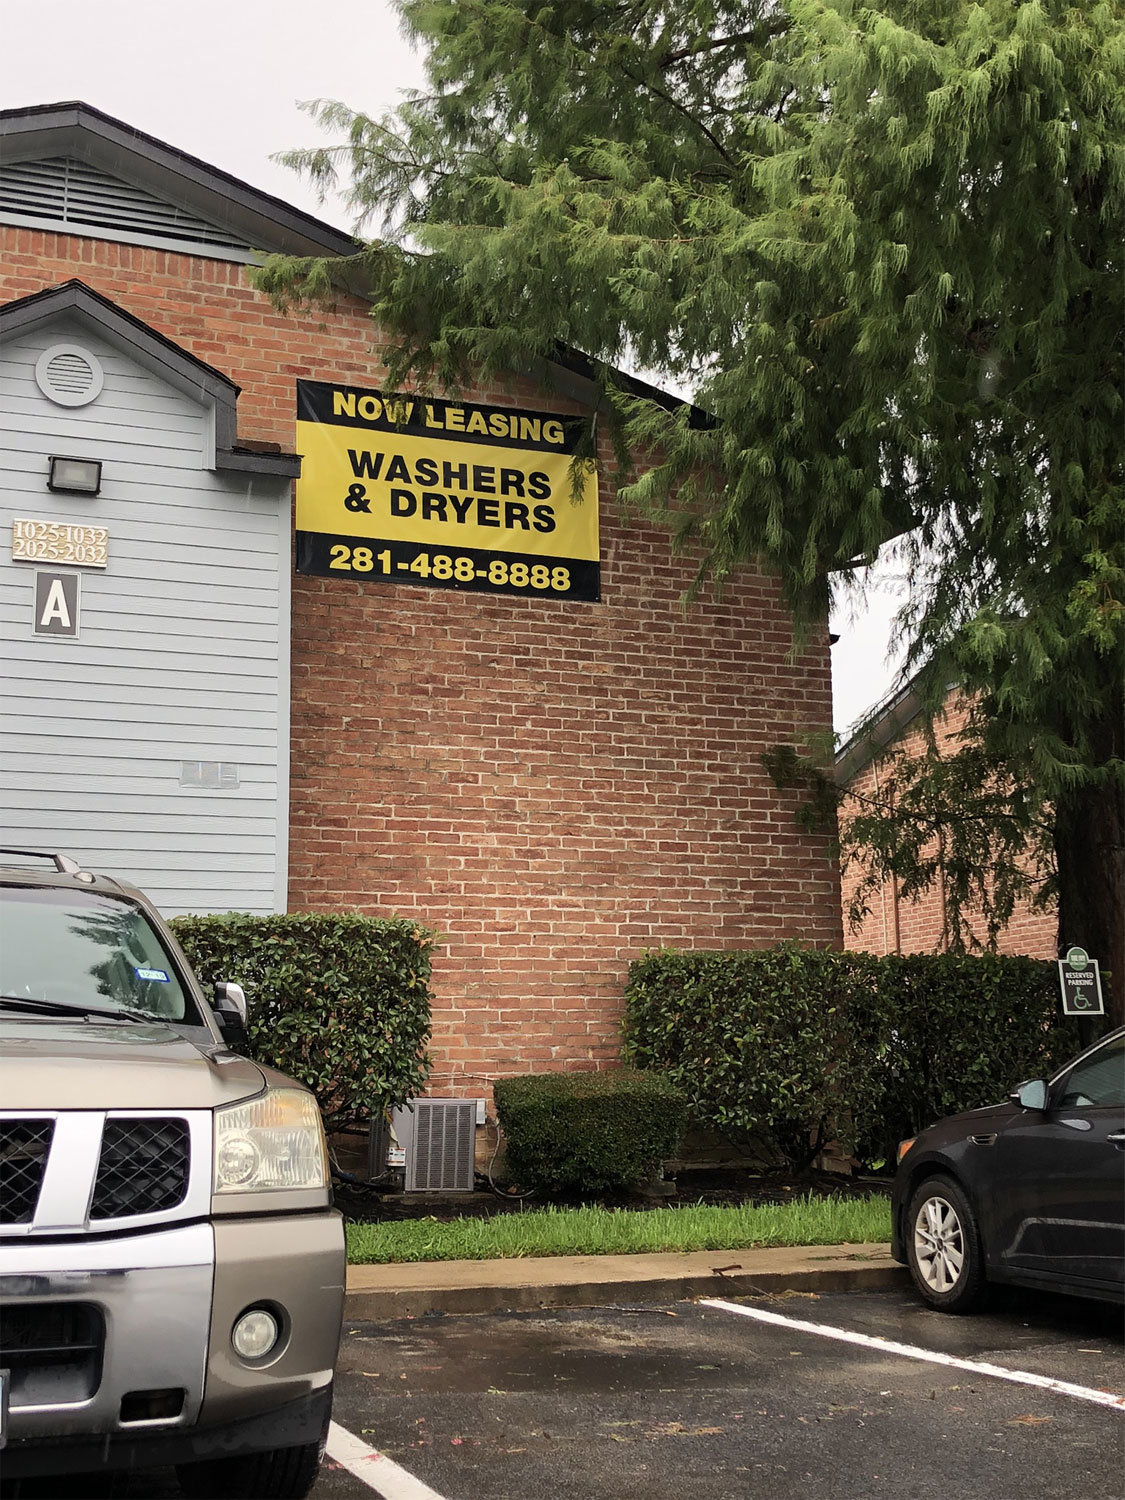 NOW LEASING
WASHERS
& DRYERS
281-488-8888
1025-1032
2025-2032
A
RESERVED
PARKING